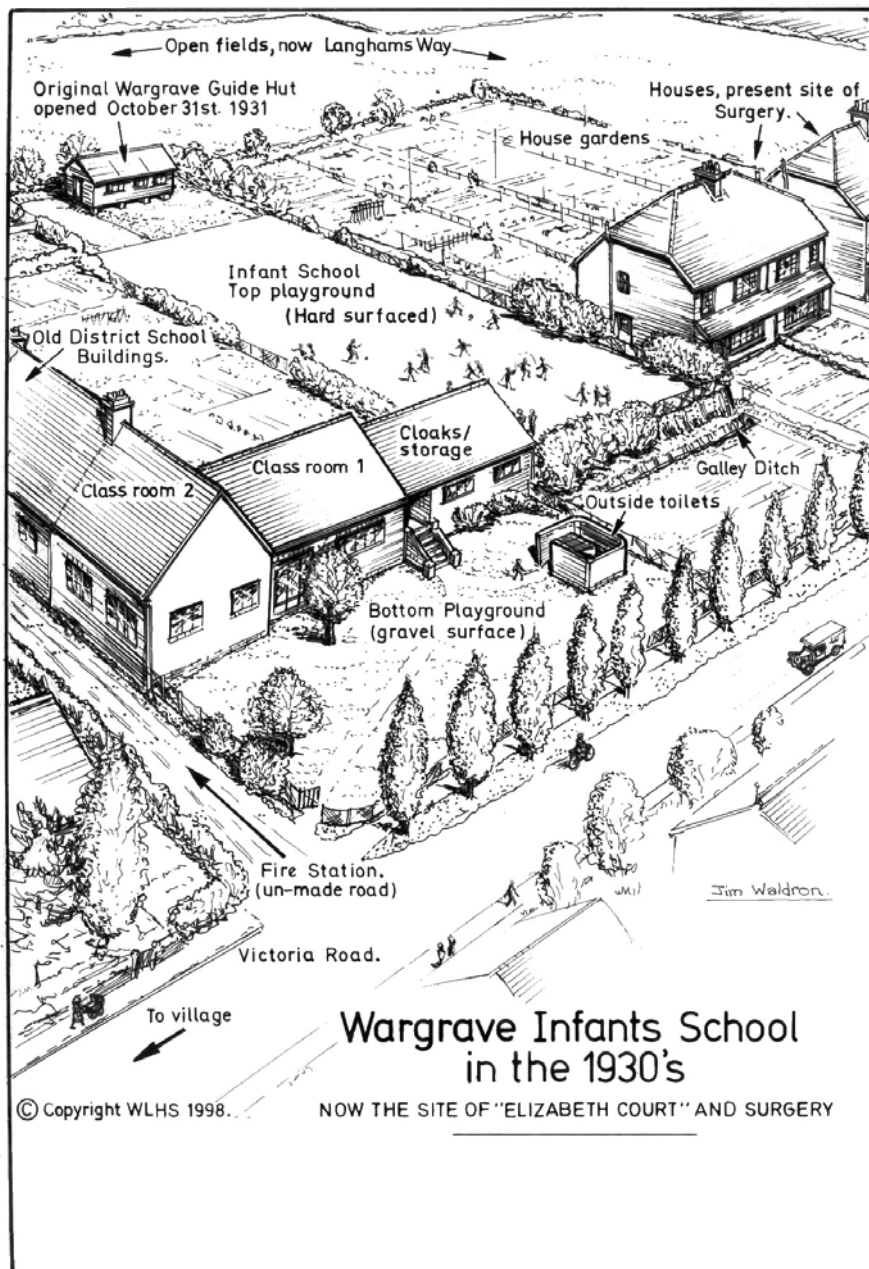 Open fields, now Langhams Way
Original Wargrave Guide Hut
opened October 31st. 1931
Houses, present site of
Surgery.
House gardens
Infant School
Top playground
(Hard surfaced)
Old District School
Buildings.
Cloaks/
storage
Class room 1
Class room 2
Galley Ditch
Outside toilets
Bottom Playground
(gravel surface)
Fire Station.
(un-made road)
Jim Waldron.
Victoria Road.
To village
Wargrave Infants School
in the 1930's
© Copyright WLHS 1998.
NOW THE SITE OF "ELIZABETH COURT" AND SURGERY